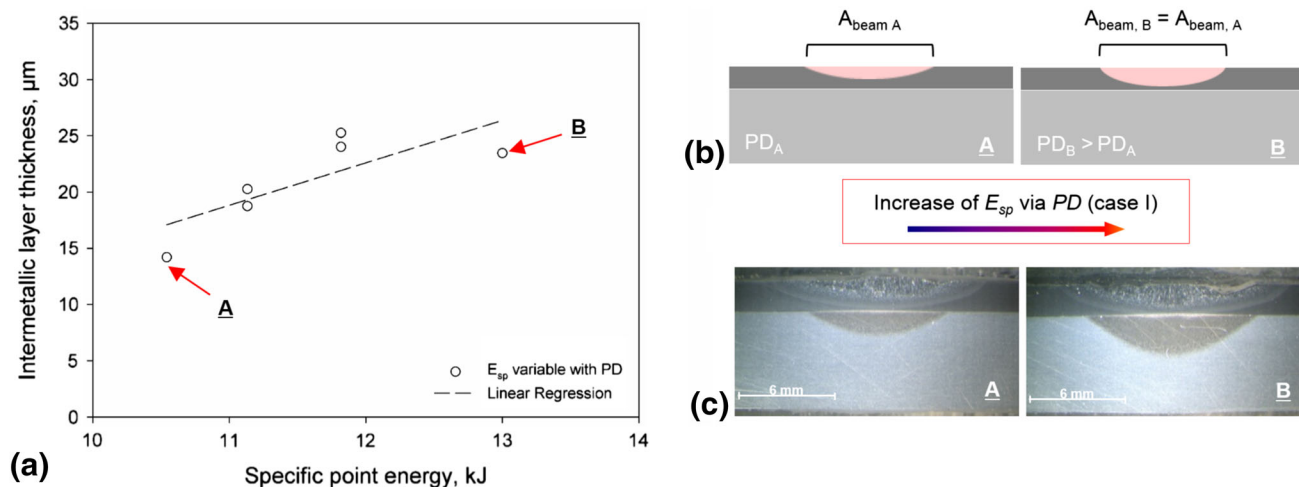 35
30
25
20
15
10
5
0
Intermetallic layer thickness, µm
B
A
E_sp variable with PD
Linear Regression
10 11 12 13 14
Specific point energy, kJ
(a)
A_beam A
A_beam, B = A_beam, A
PD_A
A
PD_B > PD_A
B
(b)
Increase of E_sp via PD (case I)
6 mm
A
6 mm
B
(c)